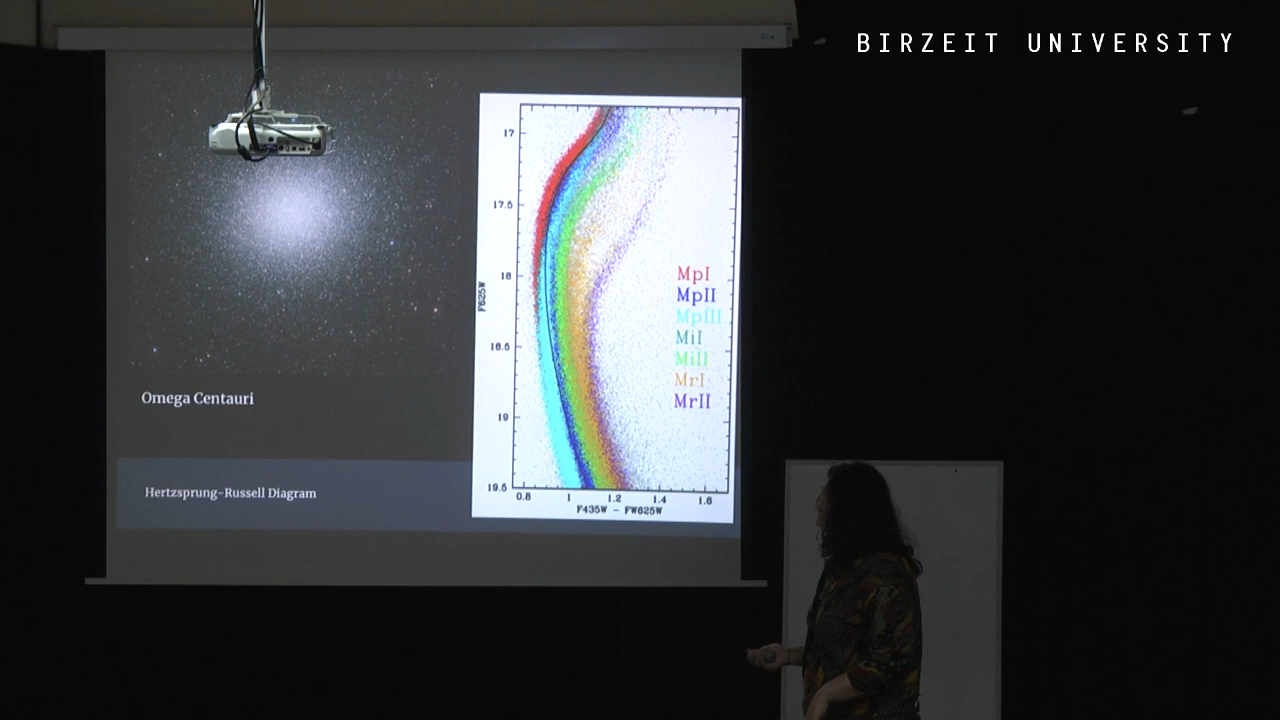 BIRZEIT UNIVERSITY
17
17.5
18
18.5
19
19.5
F625W
0.8 1 1.2 1.4 1.6
F435W - FW625W
MpI
MpII
MpIII
MiI
MiII
MrI
MrII
Omega Centauri
Hertzsprung-Russell Diagram